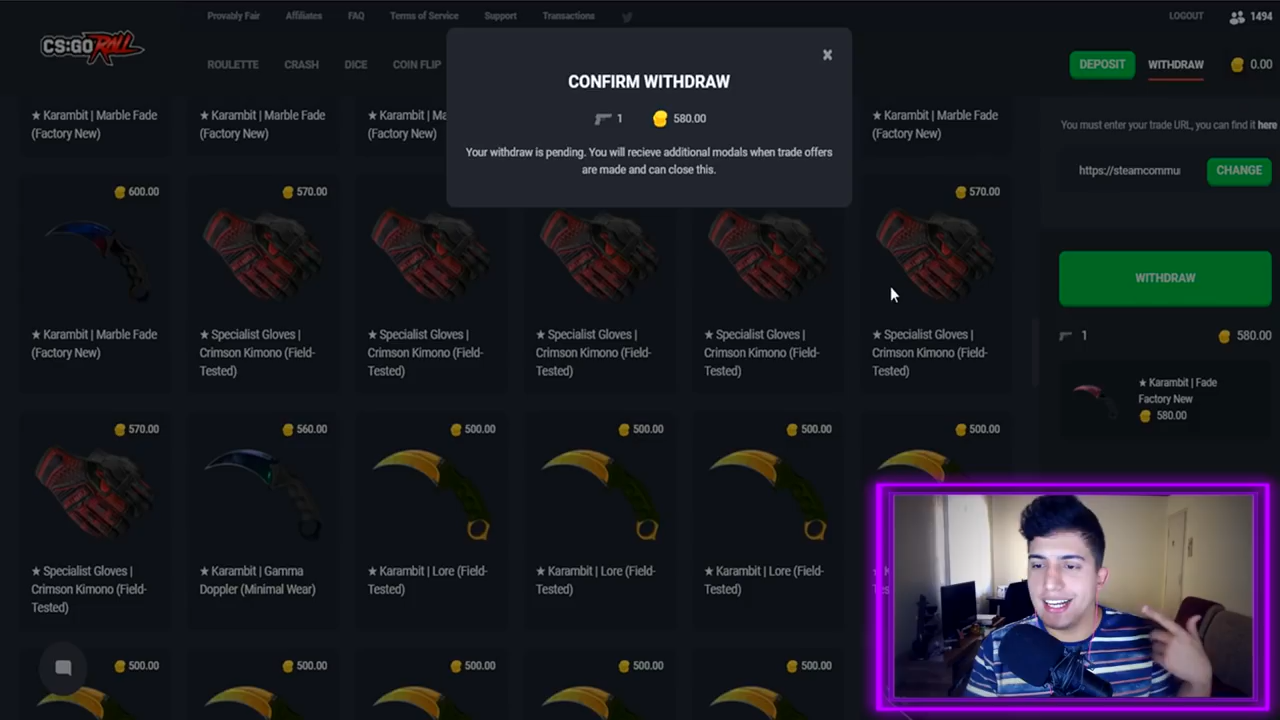 Provably Fair Affiliates FAQ Terms of Service Support Transactions LOGOUT 1494
CS:GO ROLL
ROULETTE CRASH DICE COIN FLIP DEPOSIT WITHDRAW 0.00
×
CONFIRM WITHDRAW
1 580.00
Your withdraw is pending. You will recieve additional modals when trade offers
are made and can close this.
★ Karambit | Marble Fade
(Factory New)
★ Karambit | Marble Fade
(Factory New)
★ Karambit | Ma
(Factory New)
★ Karambit | Marble Fade
(Factory New)
You must enter your trade URL, you can find it here
https://steamcommu
CHANGE
WITHDRAW
1 580.00
★ Karambit | Fade
Factory New
580.00
600.00
★ Karambit | Marble Fade
(Factory New)
570.00
★ Specialist Gloves |
Crimson Kimono (Field-
Tested)
★ Specialist Gloves |
Crimson Kimono (Field-
Tested)
★ Specialist Gloves |
Crimson Kimono (Field-
Tested)
★ Specialist Gloves |
Crimson Kimono (Field-
Tested)
570.00
★ Specialist Gloves |
Crimson Kimono (Field-
Tested)
570.00
★ Specialist Gloves |
Crimson Kimono (Field-
Tested)
560.00
★ Karambit | Gamma
Doppler (Minimal Wear)
500.00
★ Karambit | Lore (Field-
Tested)
500.00
★ Karambit | Lore (Field-
Tested)
500.00
★ Karambit | Lore (Field-
Tested)
500.00
500.00
500.00
500.00
500.00
500.00